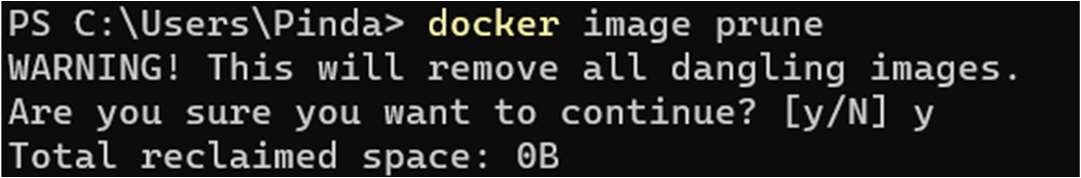 PS C:\Users\Pinda> docker image prune
WARNING! This will remove all dangling images.
Are you sure you want to continue? [y/N] y
Total reclaimed space: 0B